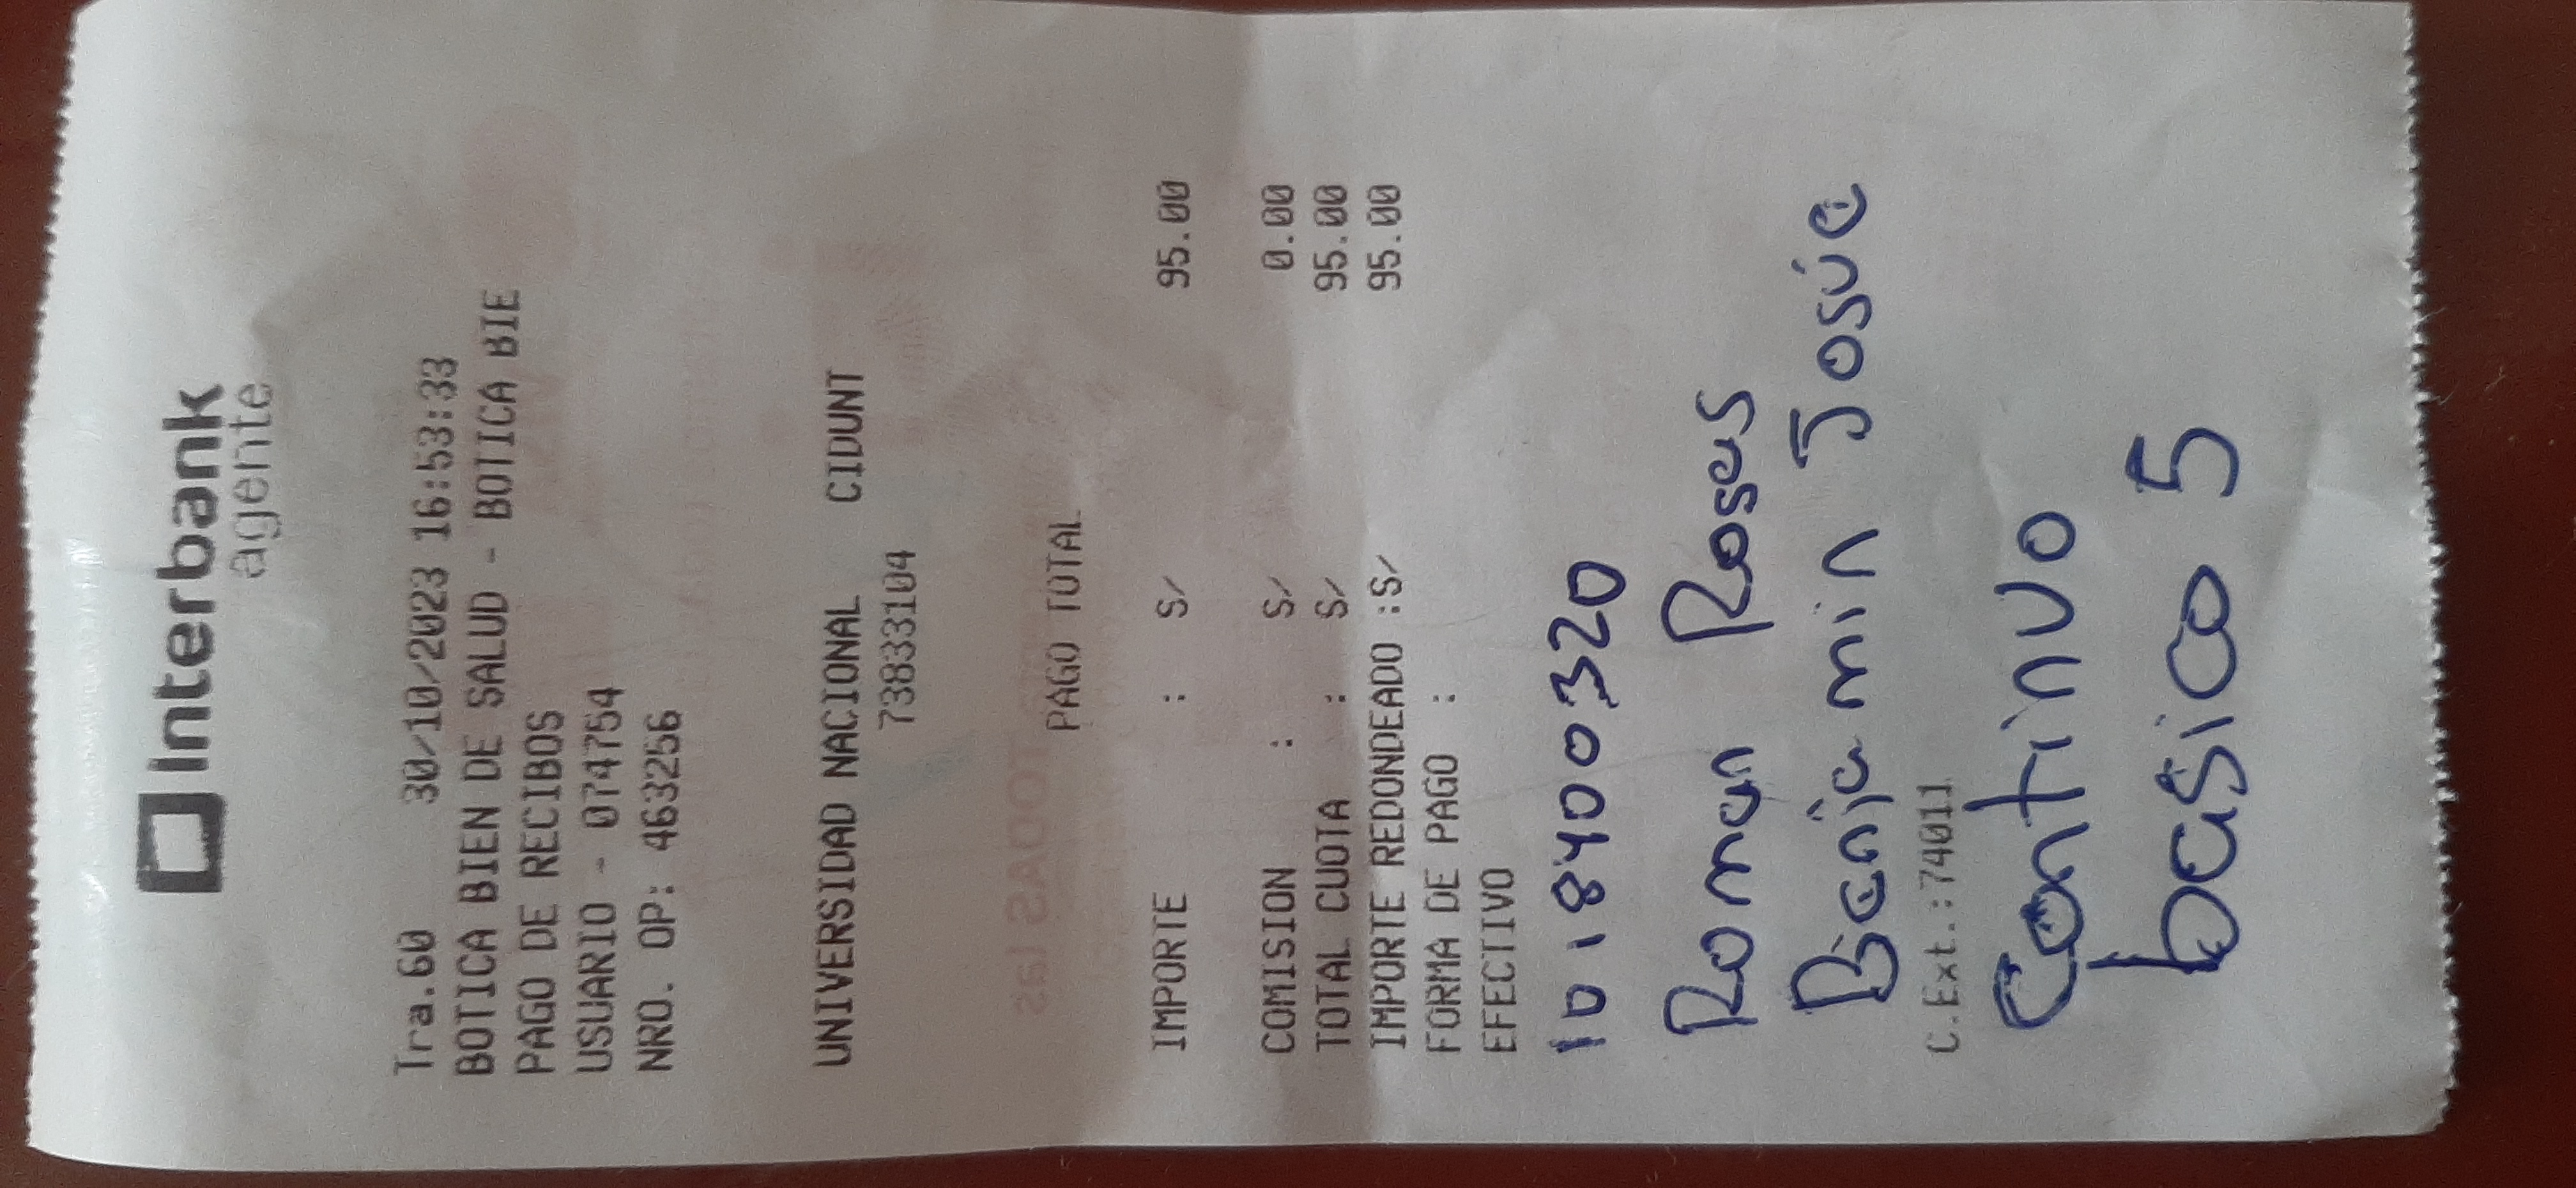 Interbank
agente
Tra.60 30/10/2023 16:53:33
BOTICA BIEN DE SALUD - BOTICA BIE
PAGO DE RECIBOS
USUARIO - 074754
NRO. OP: 463256
UNIVERSIDAD NACIONAL CIDUNT
73833104
PAGO TOTAL
IMPORTE : S/ 95.00
COMISION : S/ 0.00
TOTAL CUOTA : S/ 95.00
IMPORTE REDONDEADO :S/ 95.00
FORMA DE PAGO :
EFECTIVO
1018400320
Roman Rosas
Benjamin Josue
C.Ext.:74011
Continuo
básico 5